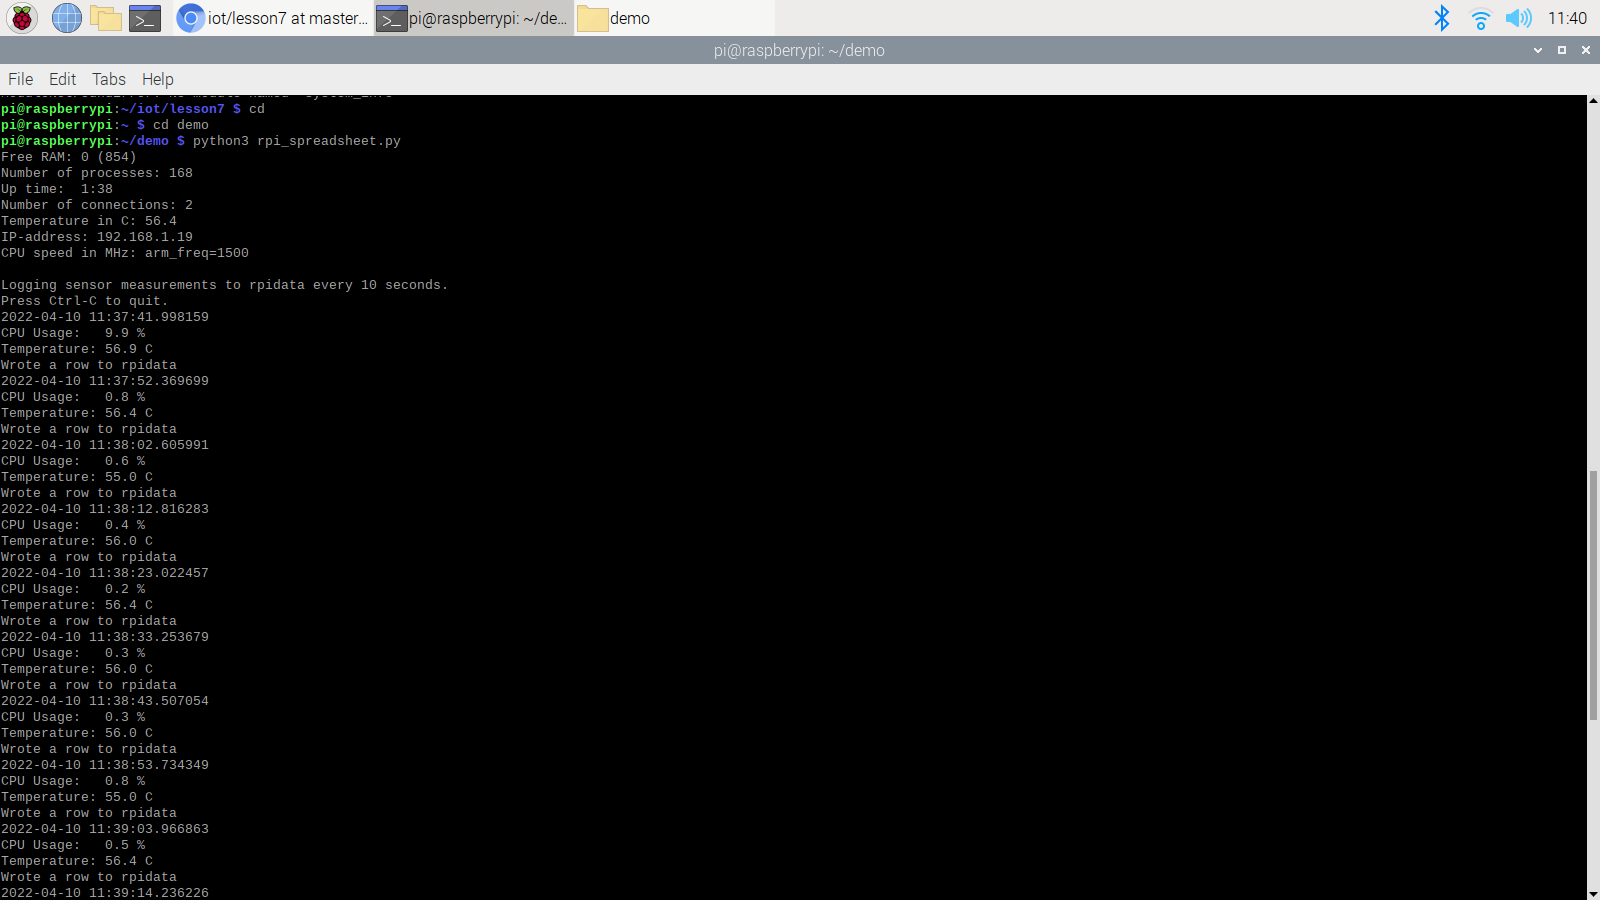 iot/lesson7 at master...
pi@raspberrypi: ~/de...
demo
11:40
pi@raspberrypi: ~/demo
File Edit Tabs Help
pi@raspberrypi:~/iot/lesson7 $ cd
pi@raspberrypi:~ $ cd demo
pi@raspberrypi:~/demo $ python3 rpi_spreadsheet.py
Free RAM: 0 (854)
Number of processes: 168
Up time:  1:38
Number of connections: 2
Temperature in C: 56.4
IP-address: 192.168.1.19
CPU speed in MHz: arm_freq=1500
Logging sensor measurements to rpidata every 10 seconds.
Press Ctrl-C to quit.
2022-04-10 11:37:41.998159
CPU Usage:   9.9 %
Temperature: 56.9 C
Wrote a row to rpidata
2022-04-10 11:37:52.369699
CPU Usage:   0.8 %
Temperature: 56.4 C
Wrote a row to rpidata
2022-04-10 11:38:02.605991
CPU Usage:   0.6 %
Temperature: 55.0 C
Wrote a row to rpidata
2022-04-10 11:38:12.816283
CPU Usage:   0.4 %
Temperature: 56.0 C
Wrote a row to rpidata
2022-04-10 11:38:23.022457
CPU Usage:   0.2 %
Temperature: 56.4 C
Wrote a row to rpidata
2022-04-10 11:38:33.253679
CPU Usage:   0.3 %
Temperature: 56.0 C
Wrote a row to rpidata
2022-04-10 11:38:43.507054
CPU Usage:   0.3 %
Temperature: 56.0 C
Wrote a row to rpidata
2022-04-10 11:38:53.734349
CPU Usage:   0.8 %
Temperature: 55.0 C
Wrote a row to rpidata
2022-04-10 11:39:03.966863
CPU Usage:   0.5 %
Temperature: 56.4 C
Wrote a row to rpidata
2022-04-10 11:39:14.236226